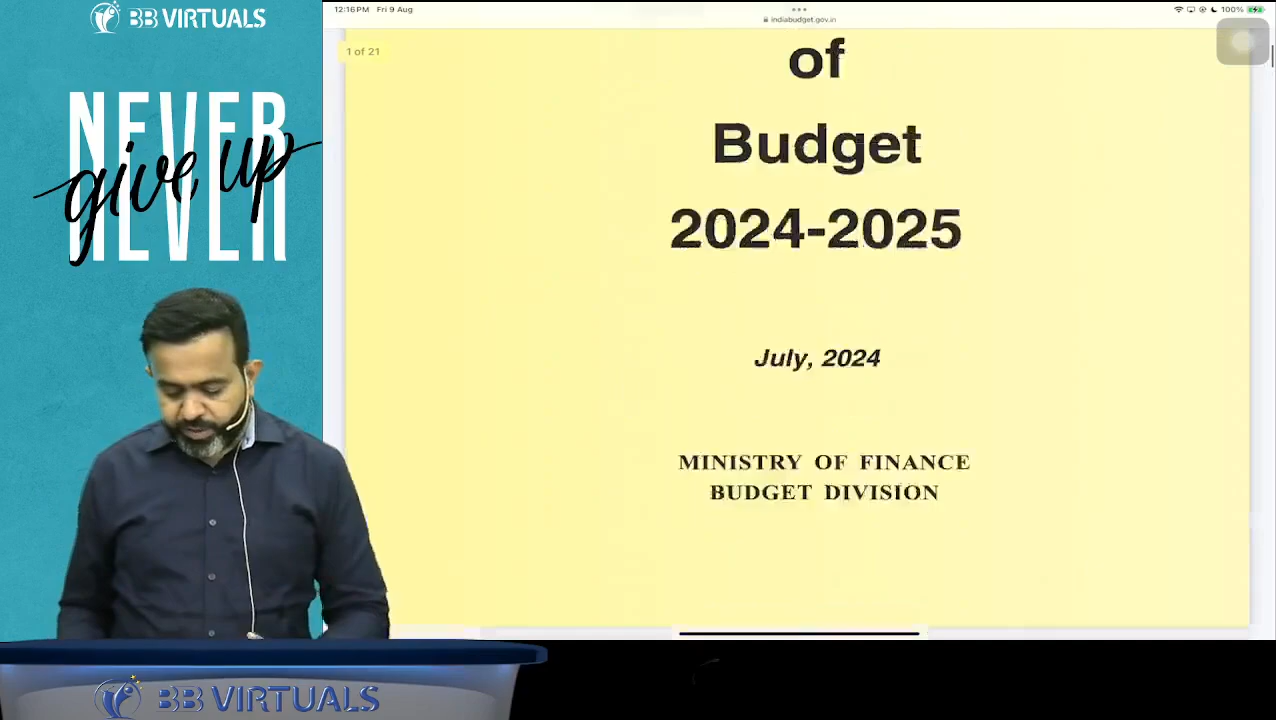 BB VIRTUALS
NEVER
give up
NEVER
12:16 PM Fri 9 Aug
indiabudget.gov.in
100%
1 of 21
of
Budget
2024-2025
July, 2024
MINISTRY OF FINANCE
BUDGET DIVISION
BB VIRTUALS